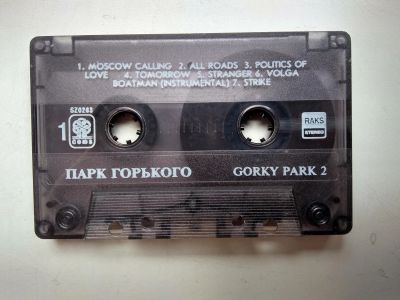 1. MOSCOW CALLING 2. ALL ROADS 3. POLITICS OF
LOVE 4. TOMORROW 5. STRANGER 6. VOLGA
BOATMAN (INSTRUMENTAL) 7. STRIKE
SZ0263
1
COMS
RAKS
STEREO
ПАРК ГОРЬКОГО GORKY PARK 2